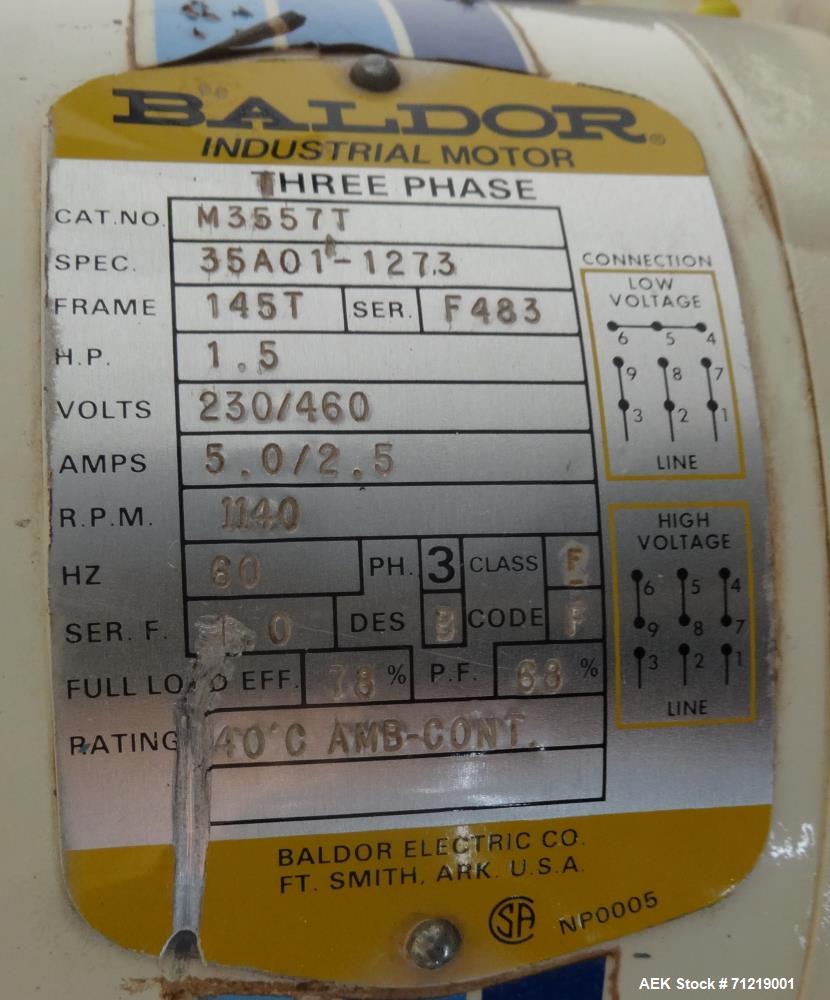 BALDOR®
INDUSTRIAL MOTOR
THREE PHASE
CAT.NO. M3557T
SPEC. 35A01-1273
FRAME 145T SER. F483
H.P. 1.5
VOLTS 230/460
AMPS 5.0/2.5
R.P.M. 1140
HZ 60 PH. 3 CLASS F
SER. F. 0 DES B CODE F
FULL LOAD EFF. 78 % P.F. 68 %
RATING 40°C AMB-CONT.
CONNECTION
LOW
VOLTAGE
6 5 4
9 8 7
3 2 1
LINE
HIGH
VOLTAGE
6 5 4
9 8 7
3 2 1
LINE
BALDOR ELECTRIC CO.
FT. SMITH, ARK. U.S.A.
SA NP0005
AEK Stock # 71219001